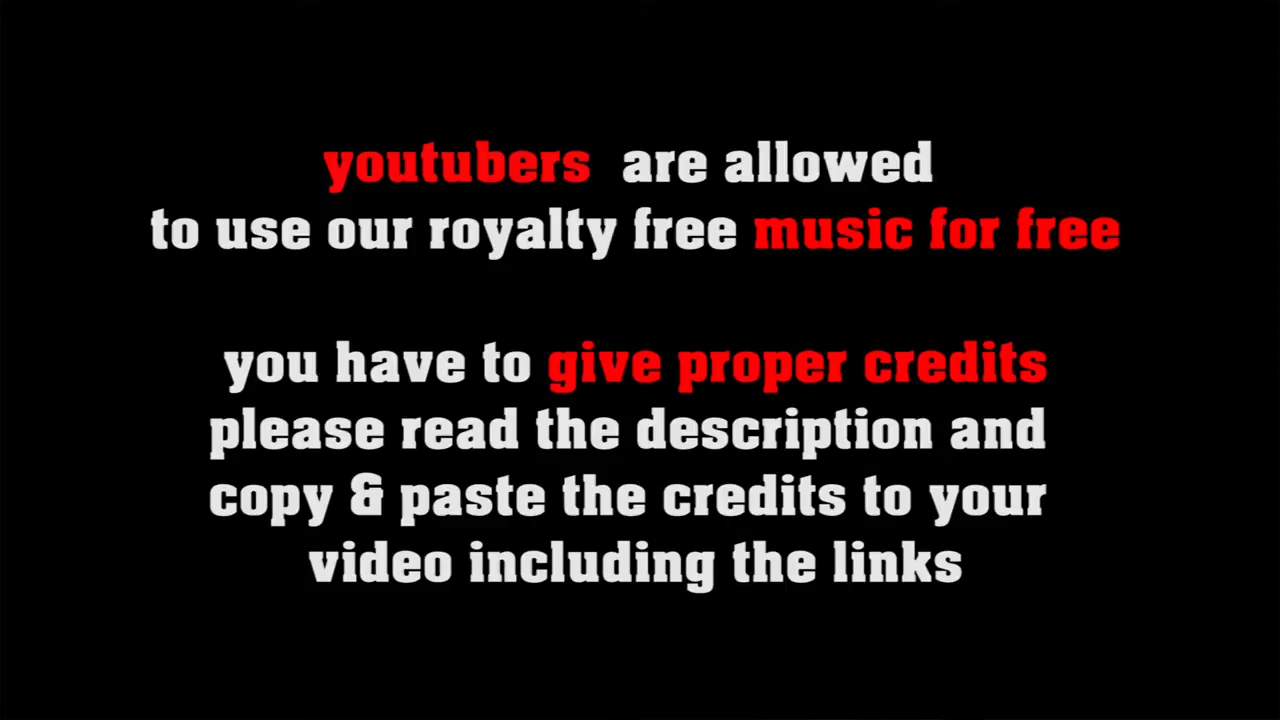 youtubers are allowed
to use our royalty free music for free
you have to give proper credits
please read the description and
copy & paste the credits to your
video including the links